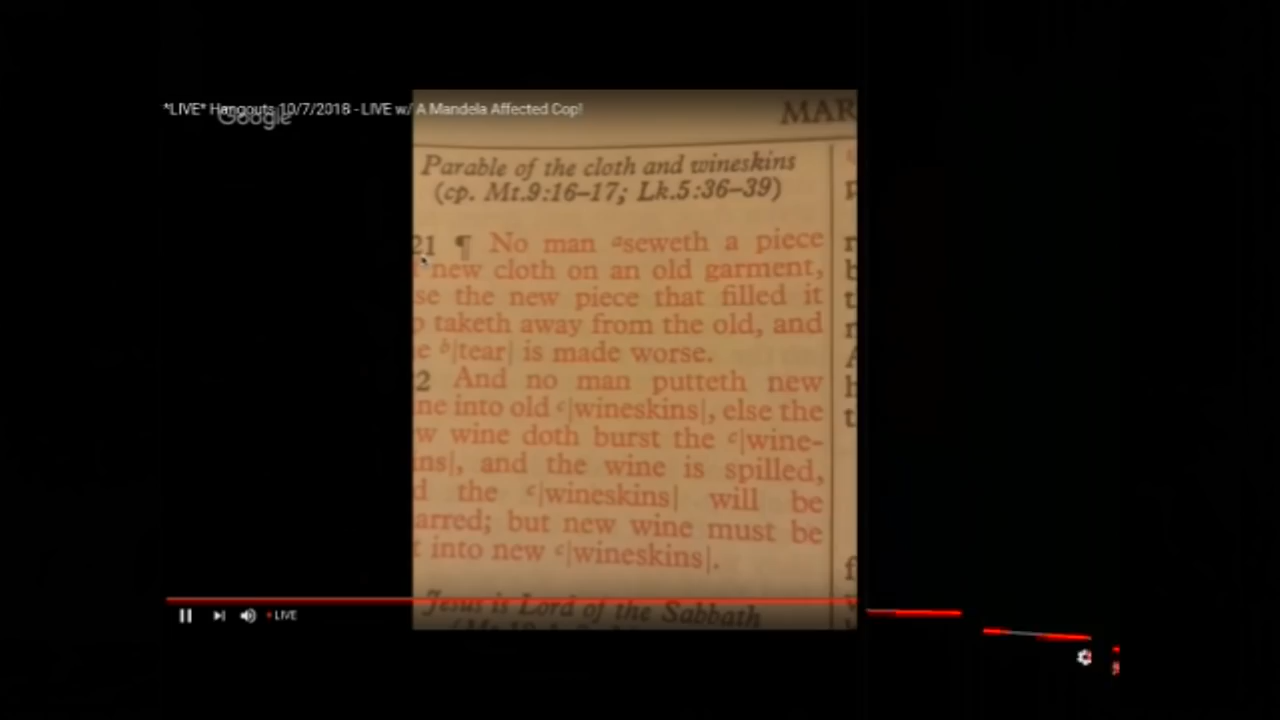 *LIVE* Hangouts 10/7/2018 - LIVE w/ A Mandela Affected Cop!
Google
MAR
Parable of the cloth and wineskins
(cp. Mt.9:16–17; Lk.5:36–39)
21 ¶ No man aseweth a piece
new cloth on an old garment,
se the new piece that filled it
p taketh away from the old, and
e b|tear| is made worse.
2 And no man putteth new
ne into old c|wineskins|, else the
w wine doth burst the c|wine-
ins|, and the wine is spilled,
d the c|wineskins| will be
arred; but new wine must be
t into new c|wineskins|.
Jesus is Lord of the Sabbath
LIVE